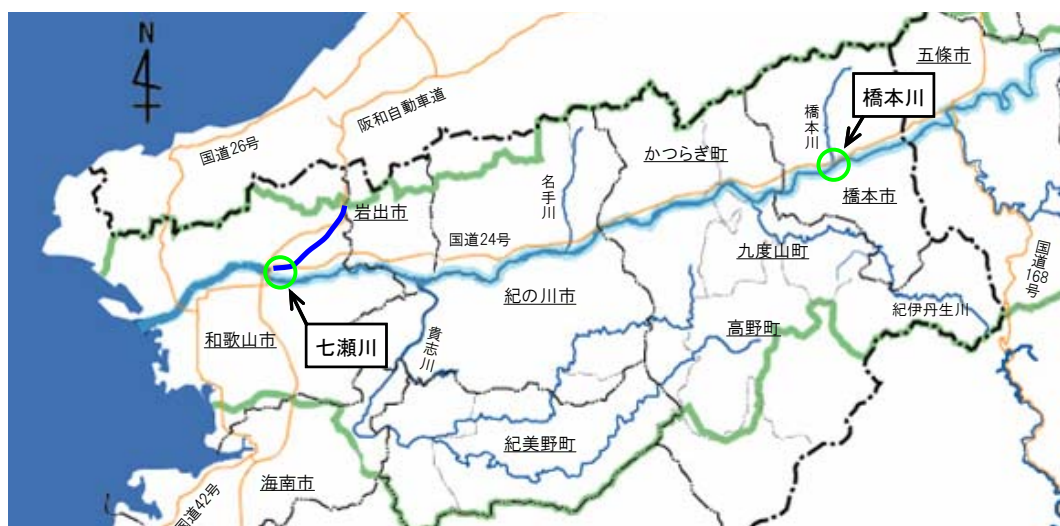 N
五條市
橋本川
阪和自動車道
国道26号
橋本川
かつらぎ町
名手川
岩出市
橋本市
国道24号
九度山町
国道168号
紀の川市
紀伊丹生川
和歌山市
七瀬川
貴志川
高野町
紀美野町
海南市
国道42号